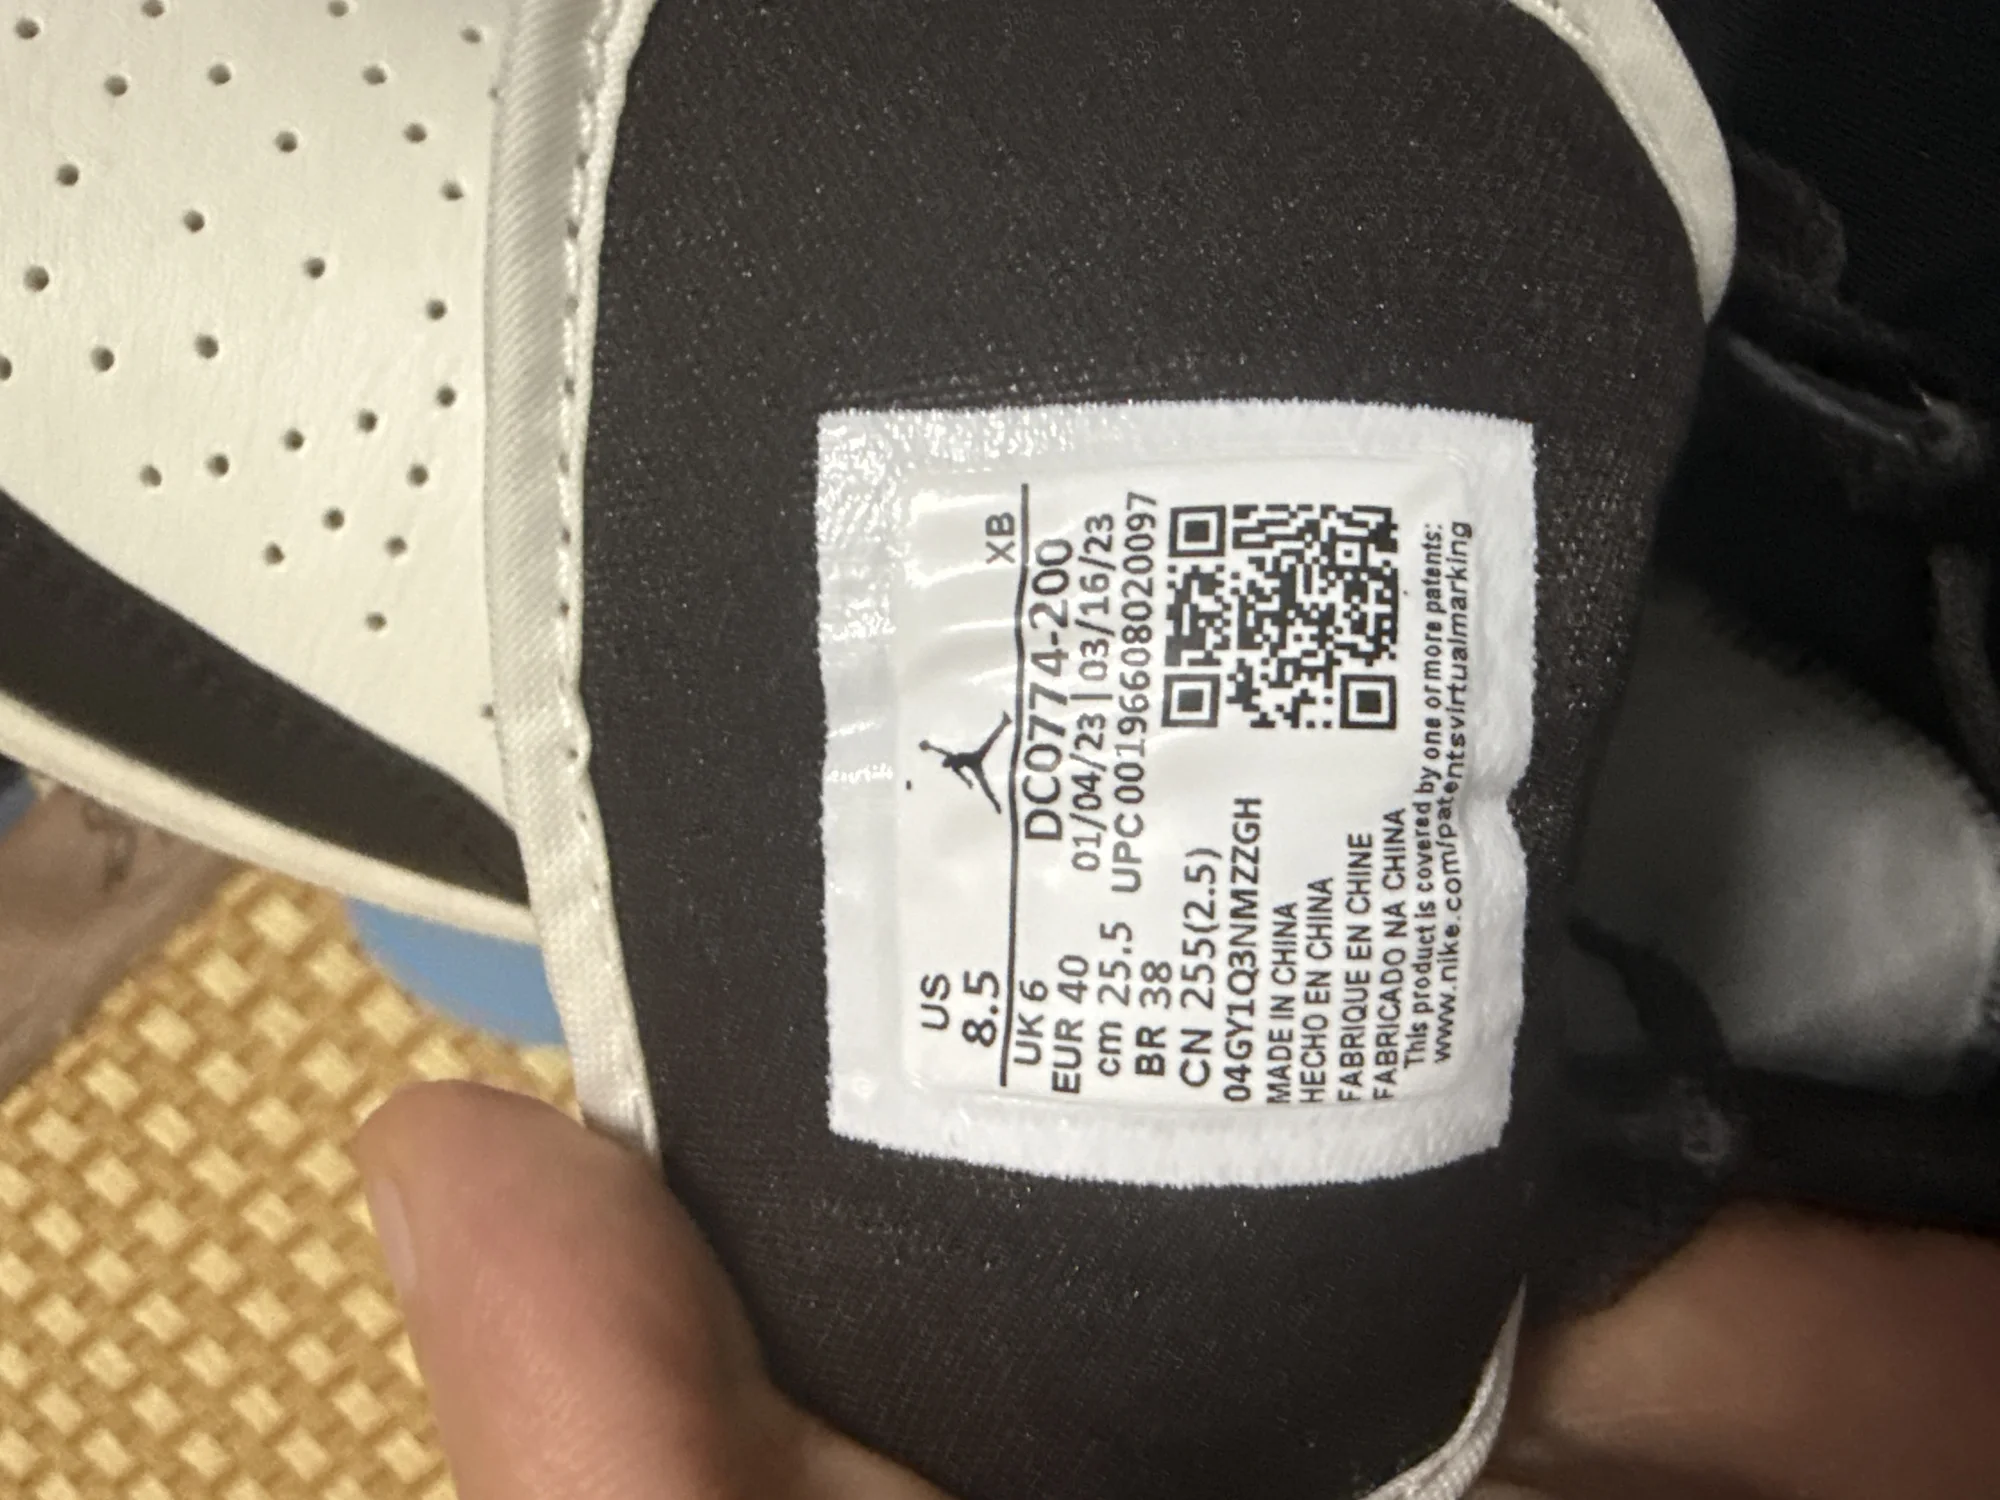 US
8.5
XB
UK 6
EUR 40
cm 25.5
BR 38
CN 255(2.5)
DC0774-200
01/04/23 | 03/16/23
UPC 00196608020097
04GY1Q3NMZZGH
MADE IN CHINA
HECHO EN CHINA
FABRIQUE EN CHINE
FABRICADO NA CHINA
This product is covered by one or more patents:
www.nike.com/patentsvirtualmarking